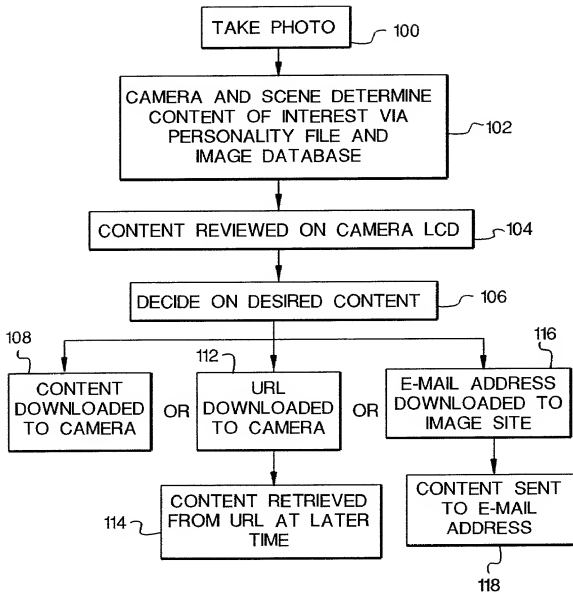 TAKE PHOTO
100
CAMERA AND SCENE DETERMINE
CONTENT OF INTEREST VIA
PERSONALITY FILE AND
IMAGE DATABASE
102
CONTENT REVIEWED ON CAMERA LCD
104
DECIDE ON DESIRED CONTENT
106
108
CONTENT
DOWNLOADED
TO CAMERA
OR
112
URL
DOWNLOADED
TO CAMERA
OR
116
E-MAIL ADDRESS
DOWNLOADED TO
IMAGE SITE
114
CONTENT RETRIEVED
FROM URL AT LATER
TIME
CONTENT SENT
TO E-MAIL
ADDRESS
118